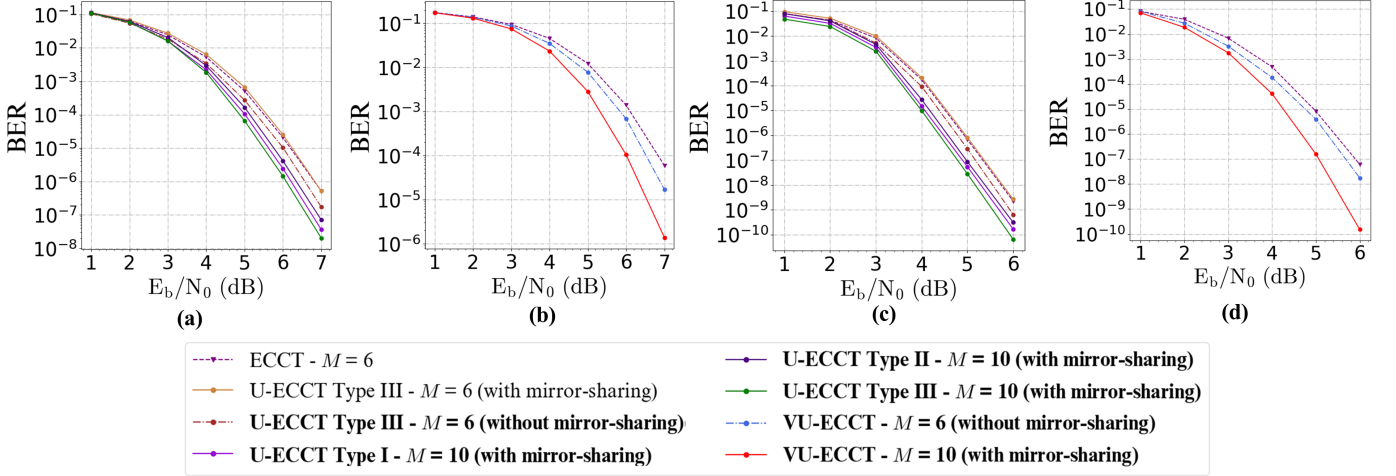 BER
10⁻¹
10⁻²
10⁻³
10⁻⁴
10⁻⁵
10⁻⁶
10⁻⁷
10⁻⁸
1 2 3 4 5 6 7
E_b/N_0 (dB)
(a)
BER
10⁻¹
10⁻²
10⁻³
10⁻⁴
10⁻⁵
10⁻⁶
1 2 3 4 5 6 7
E_b/N_0 (dB)
(b)
BER
10⁻¹
10⁻²
10⁻³
10⁻⁴
10⁻⁵
10⁻⁶
10⁻⁷
10⁻⁸
10⁻⁹
10⁻¹⁰
1 2 3 4 5 6
E_b/N_0 (dB)
(c)
BER
10⁻¹
10⁻²
10⁻³
10⁻⁴
10⁻⁵
10⁻⁶
10⁻⁷
10⁻⁸
10⁻⁹
10⁻¹⁰
1 2 3 4 5 6
E_b/N_0 (dB)
(d)
ECCT - M = 6
U-ECCT Type III - M = 6 (with mirror-sharing)
U-ECCT Type III - M = 6 (without mirror-sharing)
U-ECCT Type I - M = 10 (with mirror-sharing)
U-ECCT Type II - M = 10 (with mirror-sharing)
U-ECCT Type III - M = 10 (with mirror-sharing)
VU-ECCT - M = 6 (without mirror-sharing)
VU-ECCT - M = 10 (with mirror-sharing)